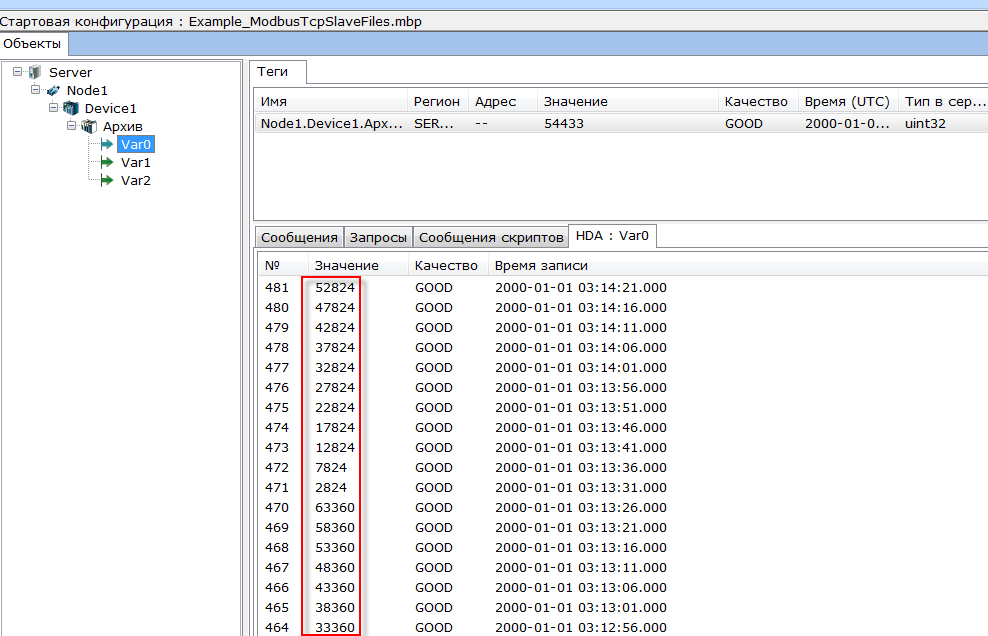 Стартовая конфигурация : Example_ModbusTcpSlaveFiles.mbp
Объекты
Server
Node1
Device1
Архив
Var0
Var1
Var2
Теги
Имя Регион Адрес Значение Качество Время (UTC) Тип в сер...
Node1.Device1.Арх... SER... -- 54433 GOOD 2000-01-0... uint32
Сообщения Запросы Сообщения скриптов HDA : Var0
№ Значение Качество Время записи
481 52824 GOOD 2000-01-01 03:14:21.000
480 47824 GOOD 2000-01-01 03:14:16.000
479 42824 GOOD 2000-01-01 03:14:11.000
478 37824 GOOD 2000-01-01 03:14:06.000
477 32824 GOOD 2000-01-01 03:14:01.000
476 27824 GOOD 2000-01-01 03:13:56.000
475 22824 GOOD 2000-01-01 03:13:51.000
474 17824 GOOD 2000-01-01 03:13:46.000
473 12824 GOOD 2000-01-01 03:13:41.000
472 7824 GOOD 2000-01-01 03:13:36.000
471 2824 GOOD 2000-01-01 03:13:31.000
470 63360 GOOD 2000-01-01 03:13:26.000
469 58360 GOOD 2000-01-01 03:13:21.000
468 53360 GOOD 2000-01-01 03:13:16.000
467 48360 GOOD 2000-01-01 03:13:11.000
466 43360 GOOD 2000-01-01 03:13:06.000
465 38360 GOOD 2000-01-01 03:13:01.000
464 33360 GOOD 2000-01-01 03:12:56.000